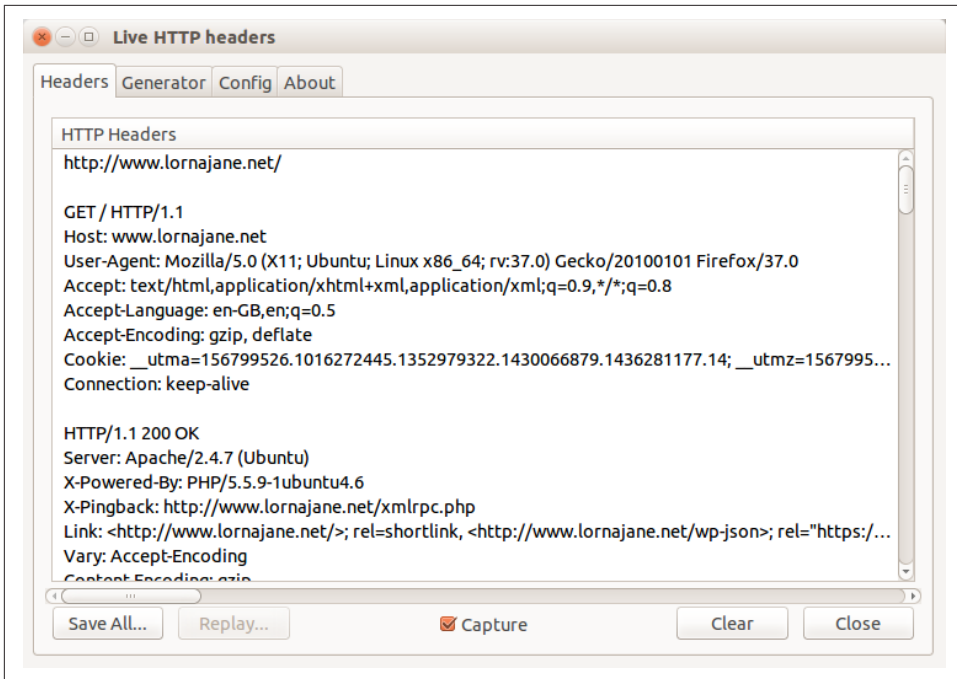 Live HTTP headers
Headers Generator Config About
HTTP Headers
http://www.lornajane.net/
GET / HTTP/1.1
Host: www.lornajane.net
User-Agent: Mozilla/5.0 (X11; Ubuntu; Linux x86_64; rv:37.0) Gecko/20100101 Firefox/37.0
Accept: text/html,application/xhtml+xml,application/xml;q=0.9,*/*;q=0.8
Accept-Language: en-GB,en;q=0.5
Accept-Encoding: gzip, deflate
Cookie: __utma=156799526.1016272445.1352979322.1430066879.1436281177.14; __utmz=1567995...
Connection: keep-alive
HTTP/1.1 200 OK
Server: Apache/2.4.7 (Ubuntu)
X-Powered-By: PHP/5.5.9-1ubuntu4.6
X-Pingback: http://www.lornajane.net/xmlrpc.php
Link: <http://www.lornajane.net/>; rel=shortlink, <http://www.lornajane.net/wp-json>; rel="https:/...
Vary: Accept-Encoding
Content-Encoding: gzip
Save All... Replay... Capture Clear Close